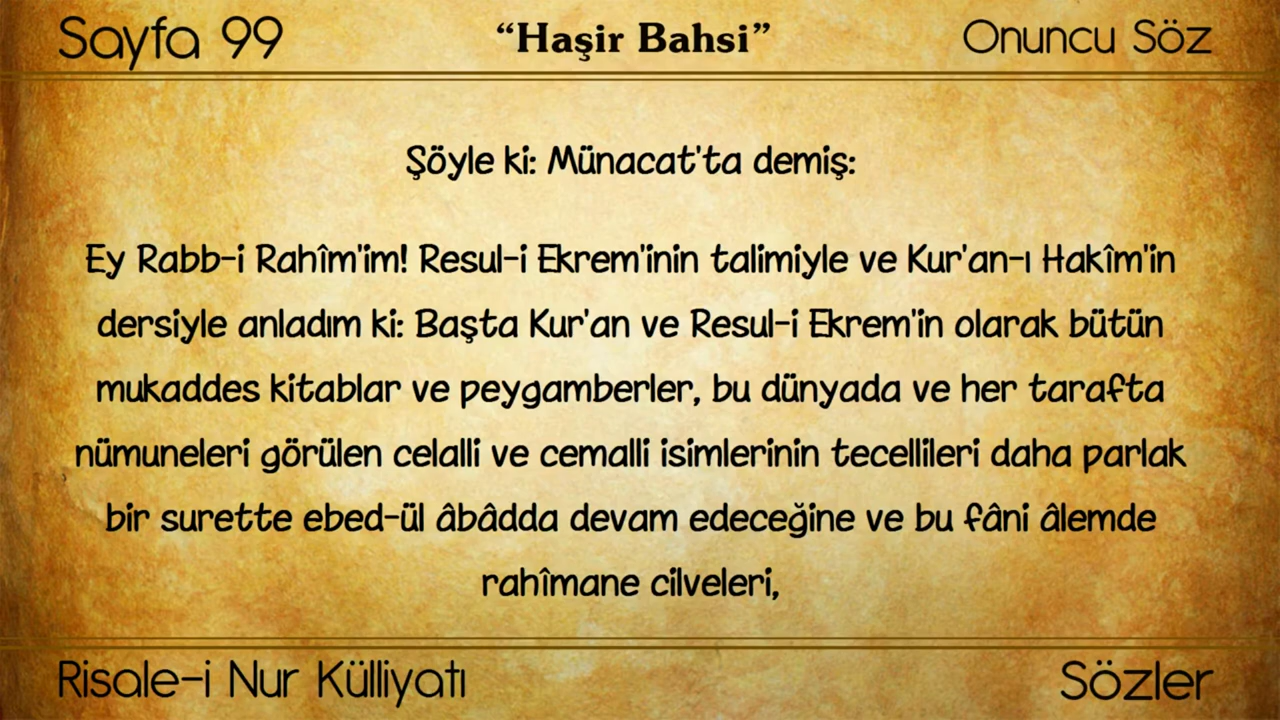 Sayfa 99
“Haşir Bahsi”
Onuncu Söz
Şöyle ki: Münacat'ta demiş:
Ey Rabb-i Rahîm'im! Resul-i Ekrem'inin talimiyle ve Kur'an-ı Hakîm'in
dersiyle anladım ki: Başta Kur'an ve Resul-i Ekrem'in olarak bütün
mukaddes kitablar ve peygamberler, bu dünyada ve her tarafta
nümuneleri görülen celalli ve cemalli isimlerinin tecellileri daha parlak
bir surette ebed-ül âbâdda devam edeceğine ve bu fâni âlemde
rahîmane cilveleri,
Risale-i Nur Külliyatı
Sözler